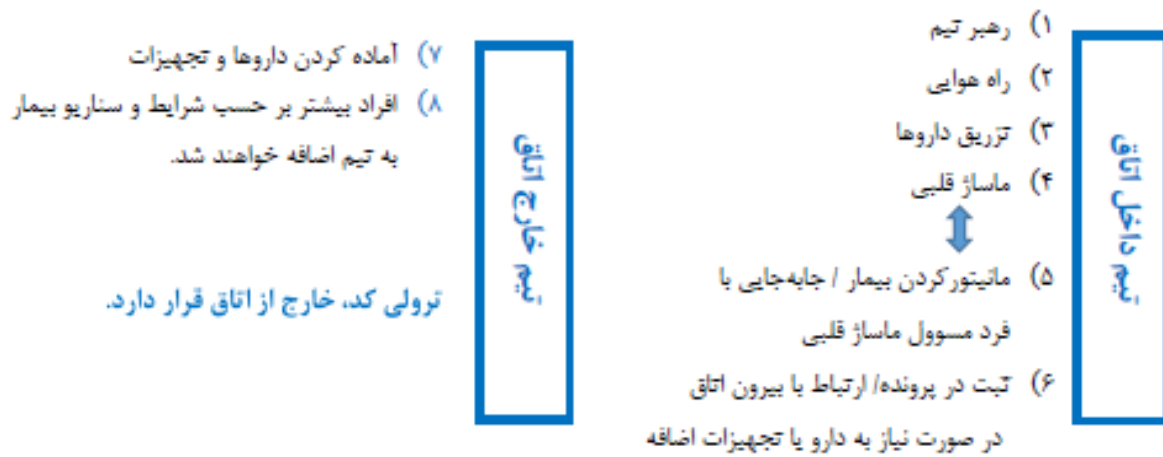 تیم داخل اتاق
۱) رهبر تیم
۲) راه هوایی
۳) تزریق داروها
۴) ماساژ قلبی
۵) مانیتورکردن بیمار / جابه‌جایی با
فرد مسوول ماساژ قلبی
۶) ثبت در پرونده/ ارتباط با بیرون اتاق
در صورت نیاز به دارو یا تجهیزات اضافه
تیم خارج اتاق
۷) آماده کردن داروها و تجهیزات
۸) افراد بیشتر بر حسب شرایط و سناریو بیمار
به تیم اضافه خواهند شد.
ترولی کد، خارج از اتاق قرار دارد.